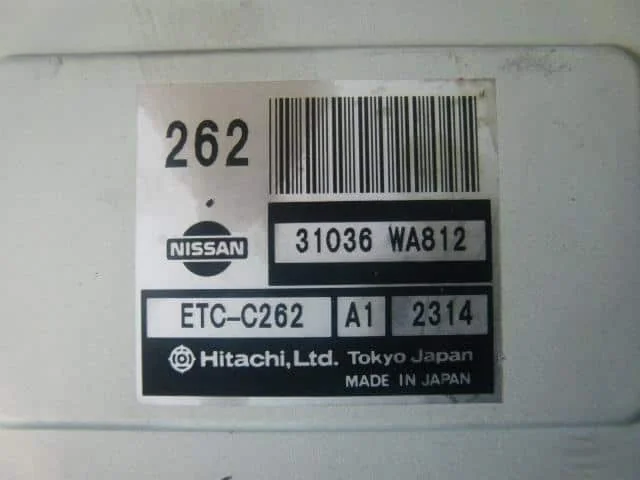 262
31036 WA812
NISSAN
ETC-C262 A1 2314
Hitachi, Ltd. Tokyo Japan
MADE IN JAPAN